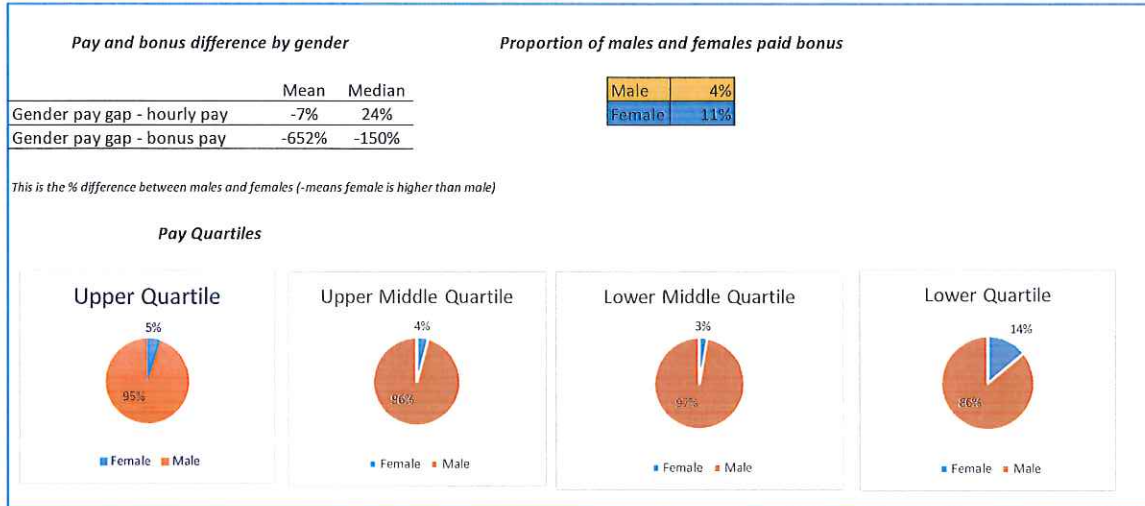 Pay and bonus difference by gender
Proportion of males and females paid bonus
Mean Median
Gender pay gap - hourly pay -7% 24%
Gender pay gap - bonus pay -652% -150%
Male 4%
Female 11%
This is the % difference between males and females (-means female is higher than male)
Pay Quartiles
Upper Quartile
5%
95%
Female Male
Upper Middle Quartile
4%
96%
Female Male
Lower Middle Quartile
3%
97%
Female Male
Lower Quartile
14%
86%
Female Male